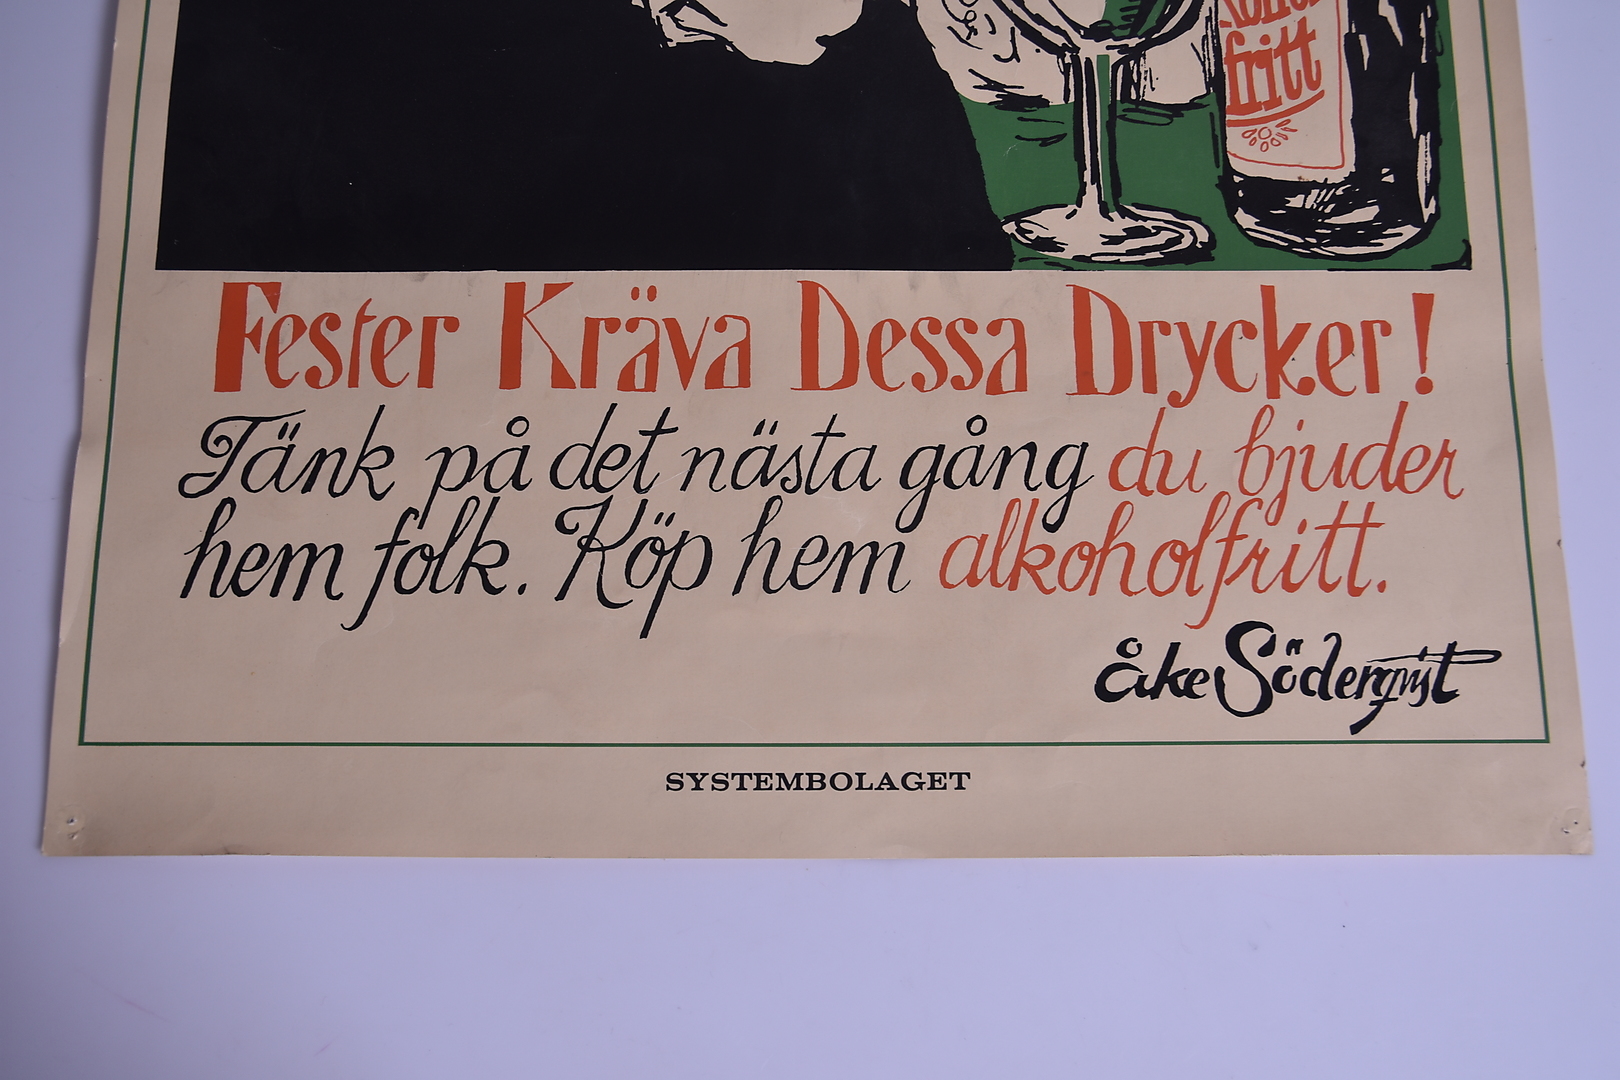 fritt
Fester Kräva Dessa Drycker!
Tänk på det nästa gång du bjuder
hem folk. Köp hem alkoholfritt.
Åke Söderqvist
SYSTEMBOLAGET